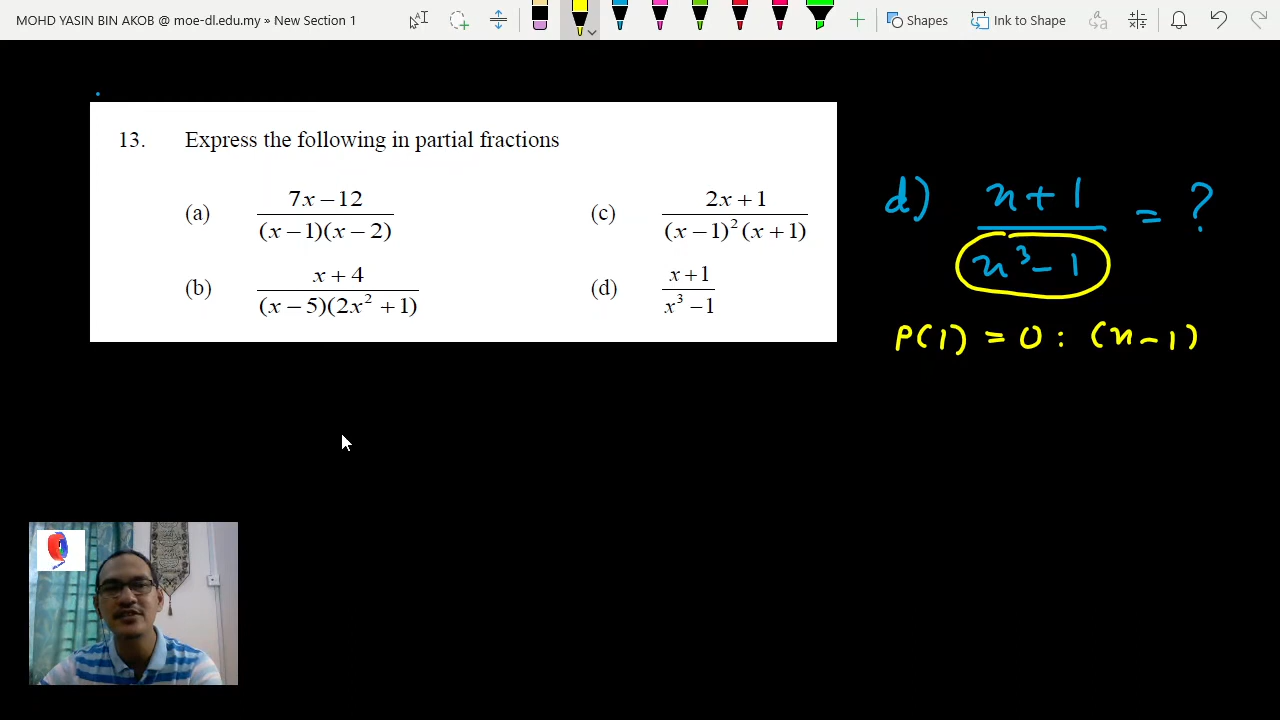 MOHD YASIN BIN AKOB @ moe-dl.edu.my » New Section 1
Shapes
Ink to Shape
13. Express the following in partial fractions
(a) 7x − 12 / (x − 1)(x − 2)
(c) 2x + 1 / (x − 1)² (x + 1)
(b) x + 4 / (x − 5)(2x² + 1)
(d) x + 1 / x³ − 1
d) x + 1 / x³ − 1 = ?
P(1) = 0 : (x − 1)